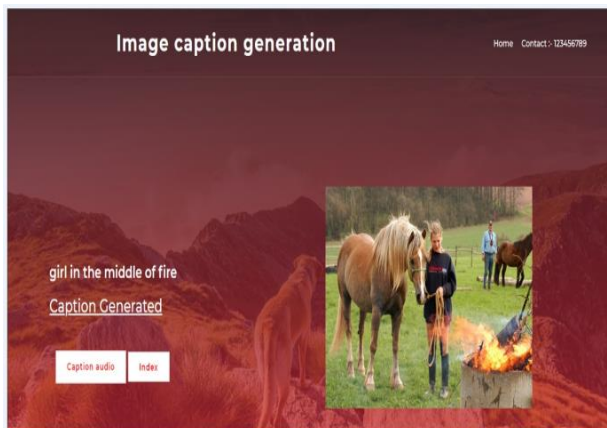 Image caption generation
Home Contact :- 123456789
girl in the middle of fire
Caption Generated
Caption audio Index